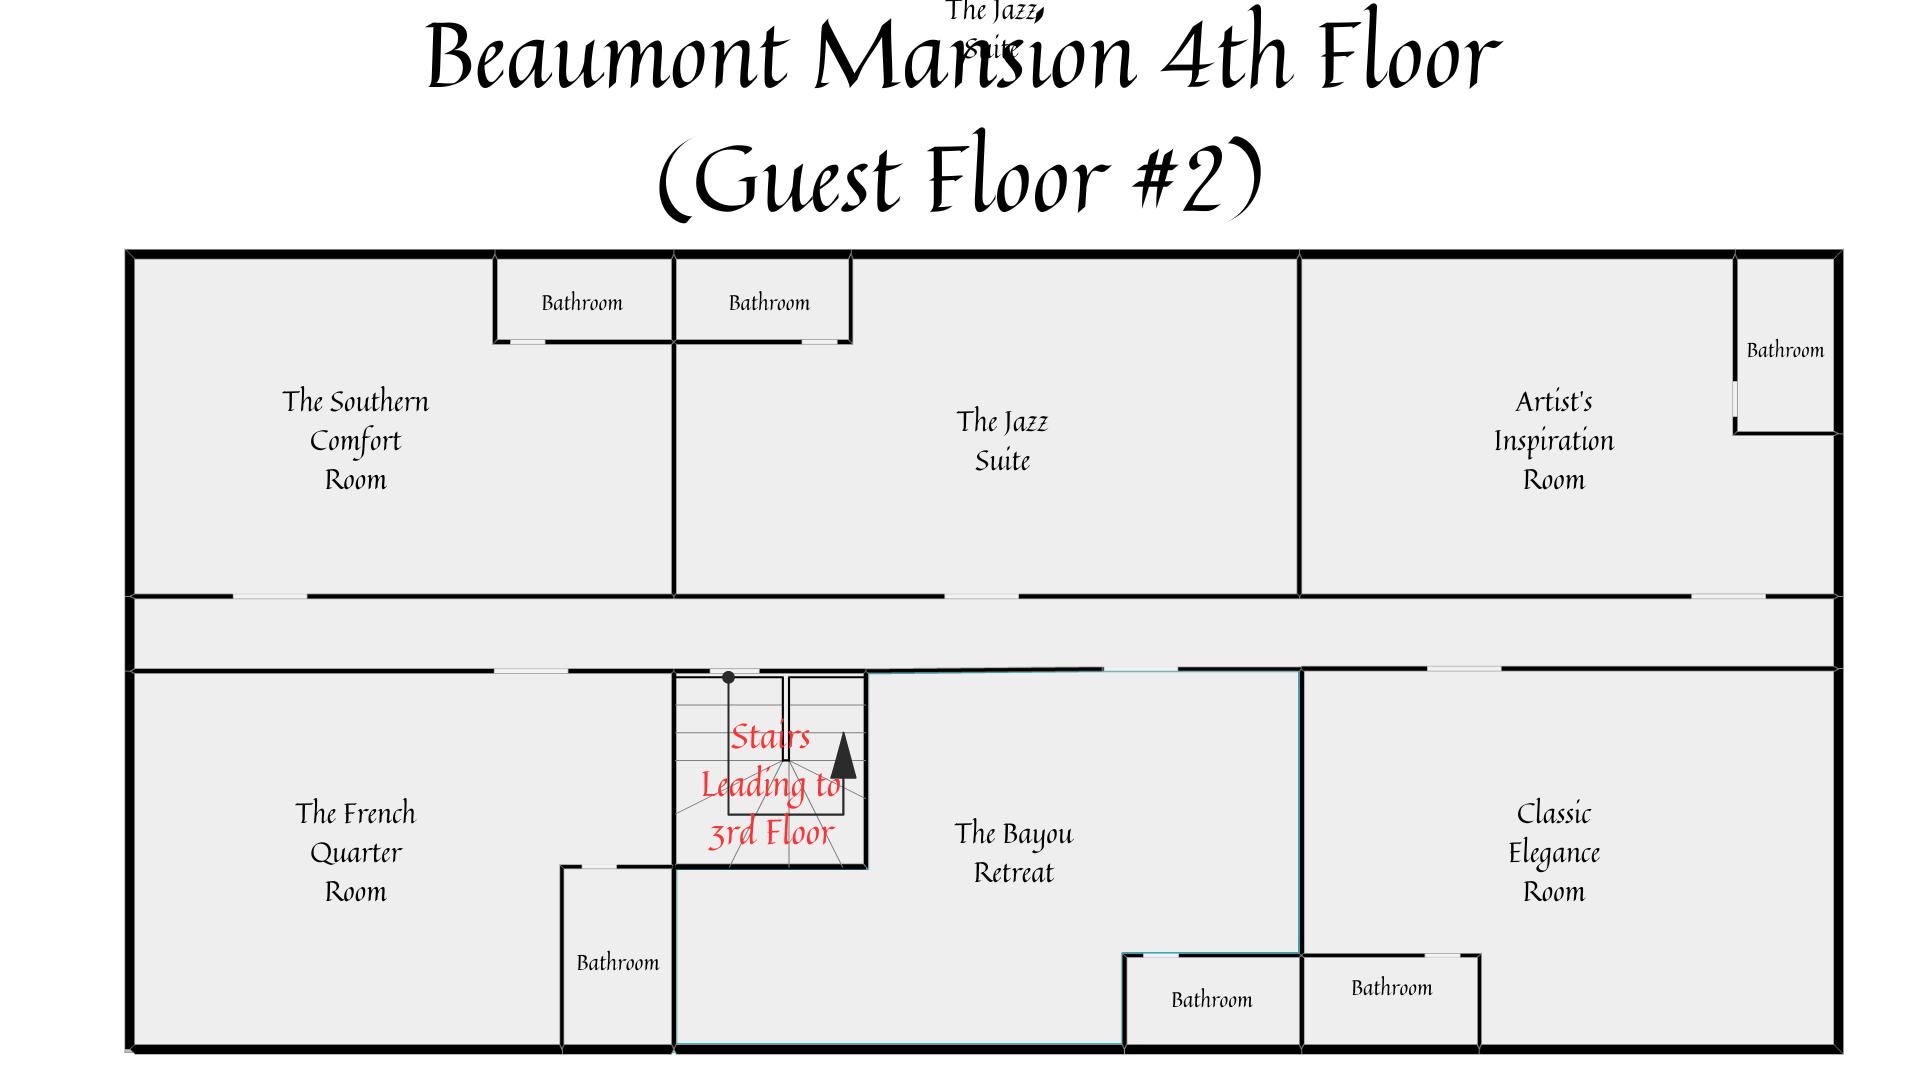 The Jazz
Suite
Beaumont Mansion 4th Floor
(Guest Floor #2)
Bathroom
Bathroom
Bathroom
The Southern
Comfort
Room
The Jazz
Suite
Artist's
Inspiration
Room
Stairs
Leading to
3rd Floor
The French
Quarter
Room
The Bayou
Retreat
Classic
Elegance
Room
Bathroom
Bathroom
Bathroom